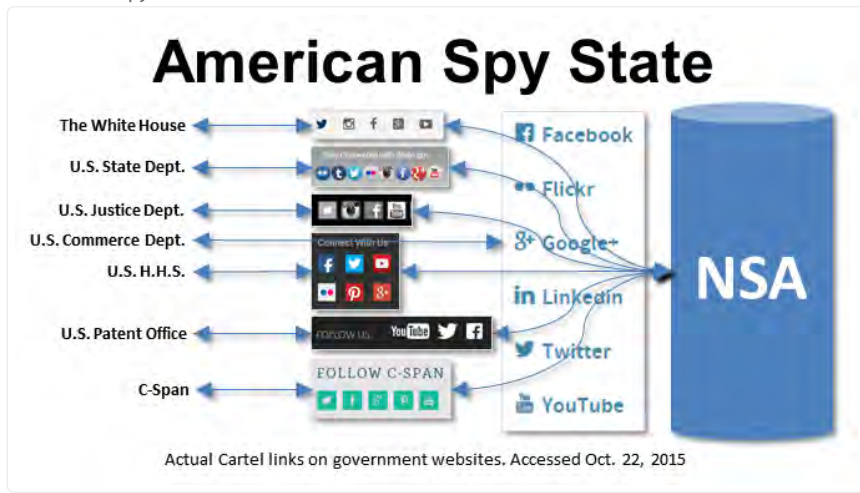 American Spy State
The White House
U.S. State Dept.
U.S. Justice Dept.
U.S. Commerce Dept.
U.S. H.H.S.
U.S. Patent Office
C-Span
Connect With Us
FOLLOW US
YouTube
FOLLOW C-SPAN
Facebook
Flickr
Google+
Linkedin
Twitter
YouTube
NSA
Actual Cartel links on government websites. Accessed Oct. 22, 2015